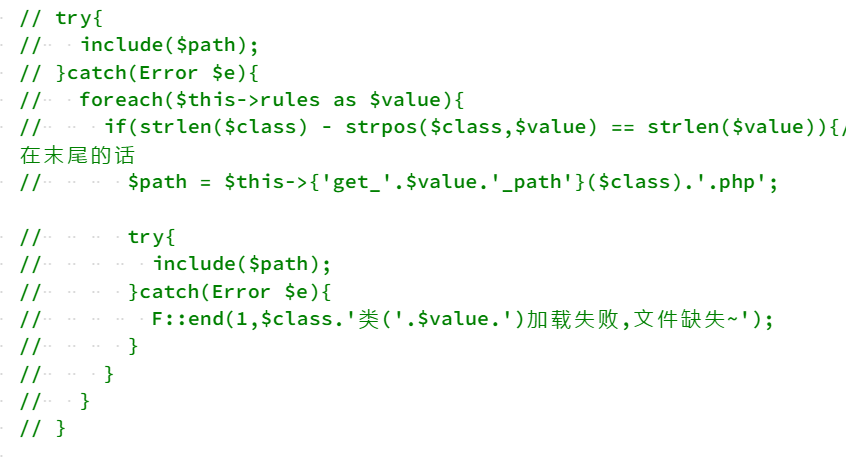 // try{
//   include($path);
// }catch(Error $e){
//   foreach($this->rules as $value){
//     if(strlen($class) - strpos($class,$value) == strlen($value)){/
在末尾的话
//       $path = $this->{'get_'.$value.'_path'}($class).'.php';
//       try{
//         include($path);
//       }catch(Error $e){
//         F::end(1,$class.'类('.$value.')加载失败,文件缺失~');
//       }
//     }
//   }
// }